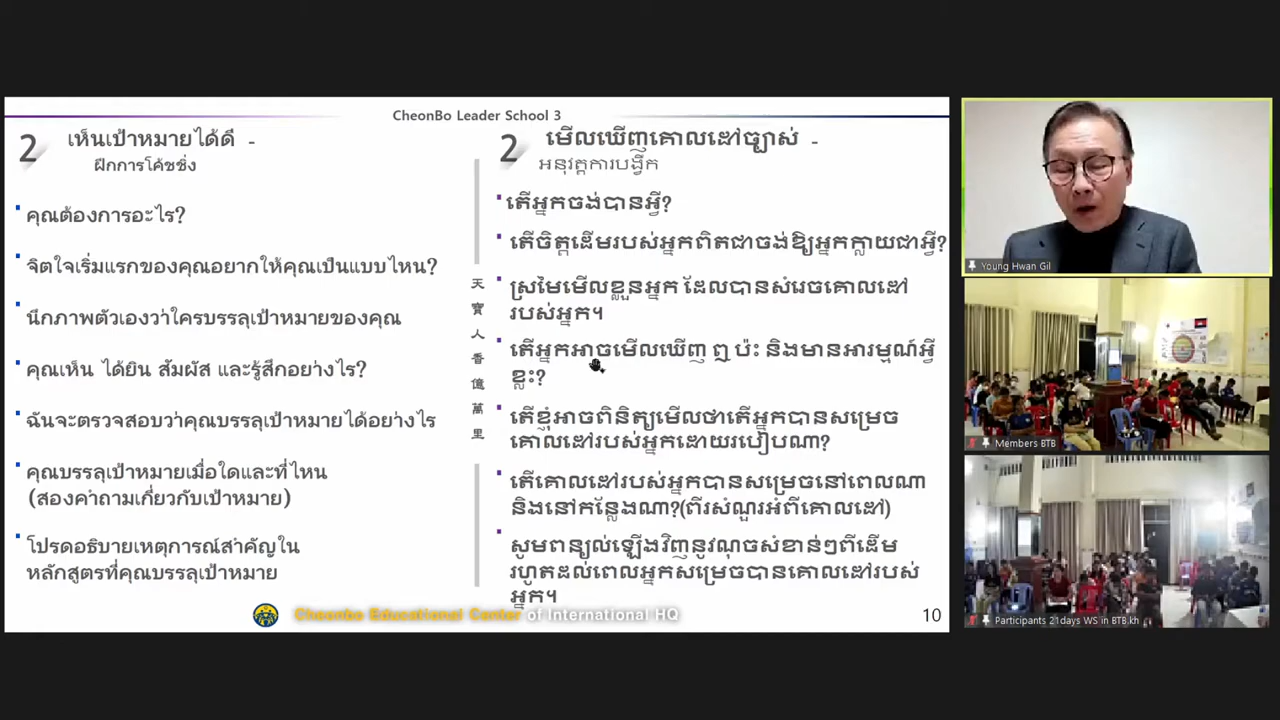 CheonBo Leader School 3
2
เห็นเป้าหมายได้ดี -
ฝึกการโค้ชชิ่ง
คุณต้องการอะไร?
จิตใจเริ่มแรกของคุณอยากให้คุณเป็นแบบไหน?
นึกภาพตัวเองว่าใครบรรลุเป้าหมายของคุณ
คุณเห็น ได้ยิน สัมผัส และรู้สึกอย่างไร?
ฉันจะตรวจสอบว่าคุณบรรลุเป้าหมายได้อย่างไร
คุณบรรลุเป้าหมายเมื่อใดและที่ไหน
(สองคำถามเกี่ยวกับเป้าหมาย)
โปรดอธิบายเหตุการณ์สำคัญใน
หลักสูตรที่คุณบรรลุเป้าหมาย
天
寶
人
香
億
萬
里
2
មើលឃើញគោលដៅច្បាស់ -
អនុវត្តការបង្វឹក
តើអ្នកចង់បានអ្វី?
តើចិត្តដើមរបស់អ្នកពិតជាចង់ឱ្យអ្នកក្លាយជាអ្វី?
ស្រមៃមើលខ្លួនអ្នក ដែលបានសំរេចគោលដៅ
របស់អ្នក។
តើអ្នកអាចមើលឃើញ ឮ ប៉ះ និងមានអារម្មណ៍អ្វី
ខ្លះ?
តើខ្ញុំអាចពិនិត្យមើលថាតើអ្នកបានសម្រេច
គោលដៅរបស់អ្នកដោយរបៀបណា?
តើគោលដៅរបស់អ្នកបានសម្រេចនៅពេលណា
និងនៅកន្លែងណា?(ពីរសំណួរអំពីគោលដៅ)
សូមពន្យល់ឡើងវិញនូវណុចសំខាន់ៗពីដើម
រហូតដល់ពេលអ្នកសម្រេចបានគោលដៅរបស់
អ្នក។
Cheonbo Educational Center of International HQ
10
Young Hwan Gil
Members BTB
Participants 21days WS in BTB.kh